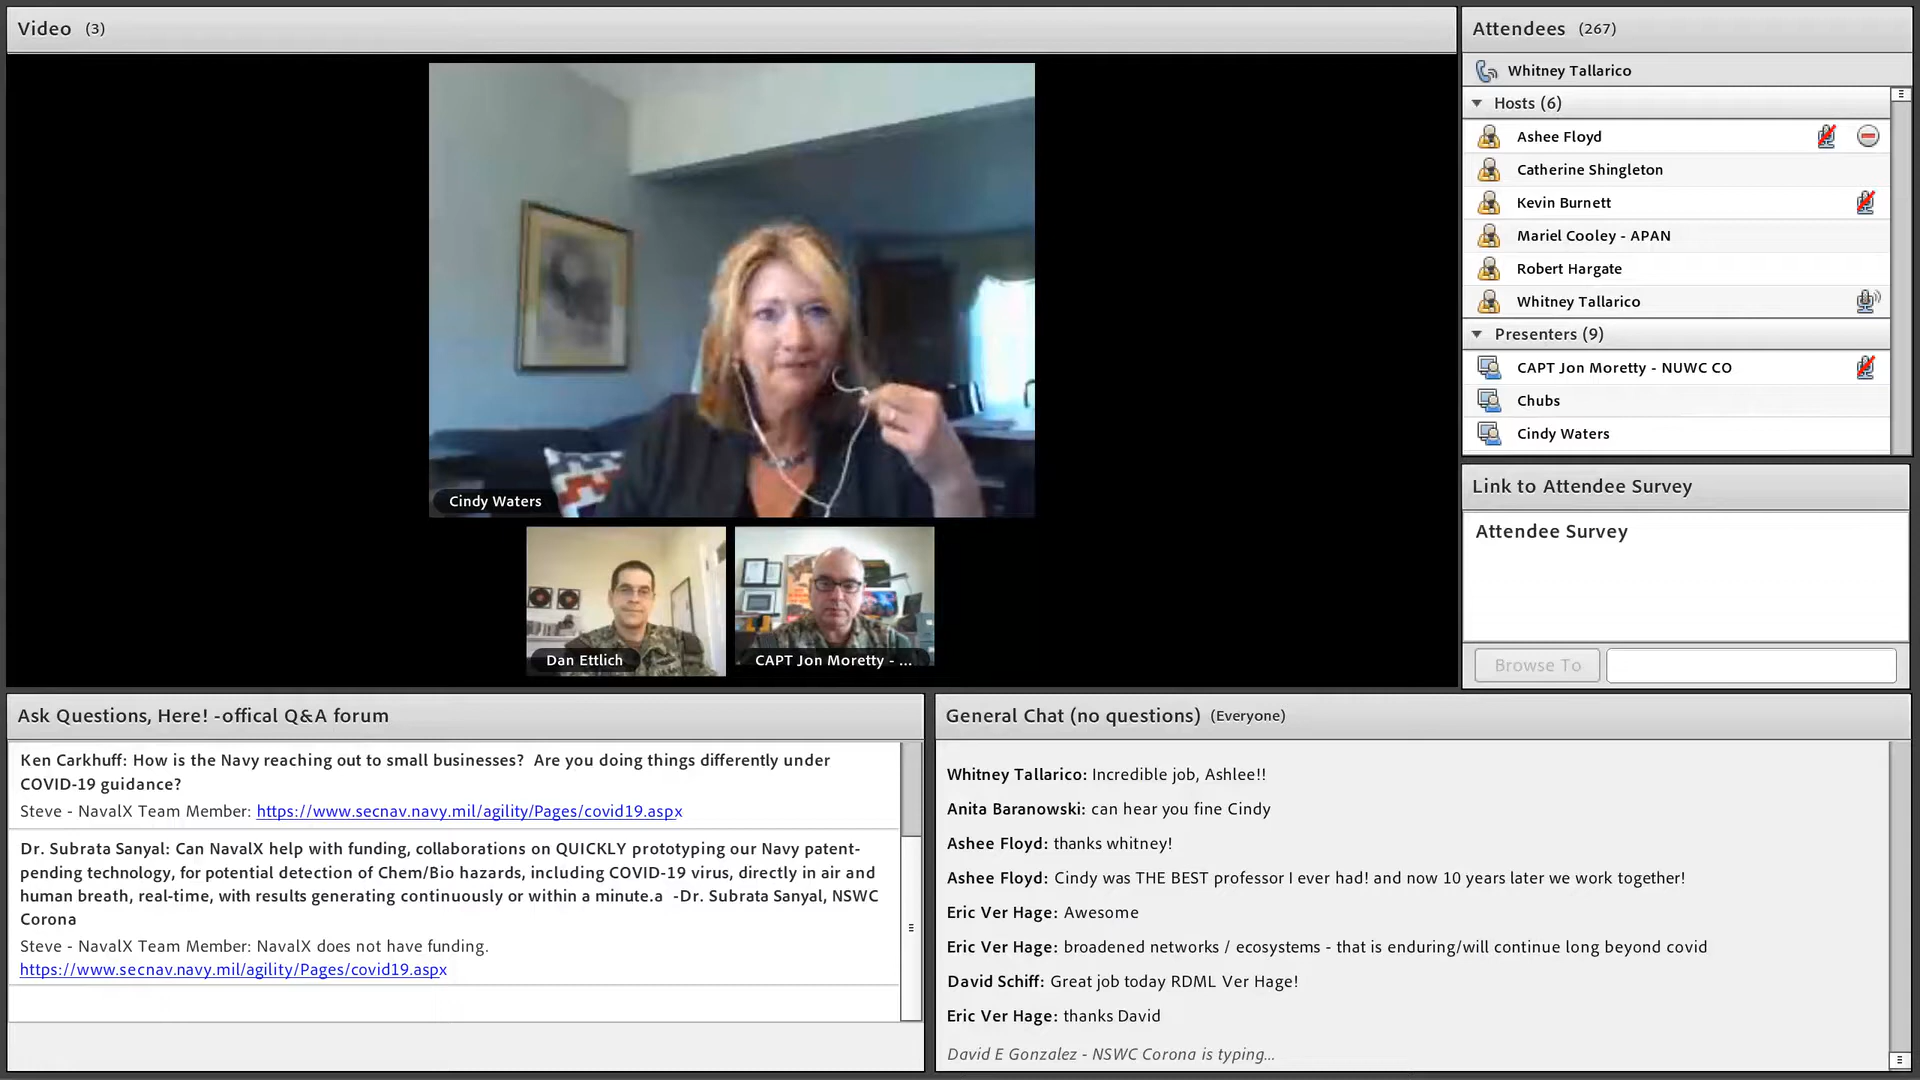 Video (3)
Cindy Waters
Dan Ettlich
CAPT Jon Moretty - ...
Attendees (267)
Whitney Tallarico
Hosts (6)
Ashee Floyd
Catherine Shingleton
Kevin Burnett
Mariel Cooley - APAN
Robert Hargate
Whitney Tallarico
Presenters (9)
CAPT Jon Moretty - NUWC CO
Chubs
Cindy Waters
Link to Attendee Survey
Attendee Survey
Browse To
Ask Questions, Here! -offical Q&A forum
Ken Carkhuff: How is the Navy reaching out to small businesses? Are you doing things differently under
COVID-19 guidance?
Steve - NavalX Team Member: https://www.secnav.navy.mil/agility/Pages/covid19.aspx
Dr. Subrata Sanyal: Can NavalX help with funding, collaborations on QUICKLY prototyping our Navy patent-
pending technology, for potential detection of Chem/Bio hazards, including COVID-19 virus, directly in air and
human breath, real-time, with results generating continuously or within a minute.a -Dr. Subrata Sanyal, NSWC
Corona
Steve - NavalX Team Member: NavalX does not have funding.
https://www.secnav.navy.mil/agility/Pages/covid19.aspx
General Chat (no questions) (Everyone)
Whitney Tallarico: Incredible job, Ashlee!!
Anita Baranowski: can hear you fine Cindy
Ashee Floyd: thanks whitney!
Ashee Floyd: Cindy was THE BEST professor I ever had! and now 10 years later we work together!
Eric Ver Hage: Awesome
Eric Ver Hage: broadened networks / ecosystems - that is enduring/will continue long beyond covid
David Schiff: Great job today RDML Ver Hage!
Eric Ver Hage: thanks David
David E Gonzalez - NSWC Corona is typing...